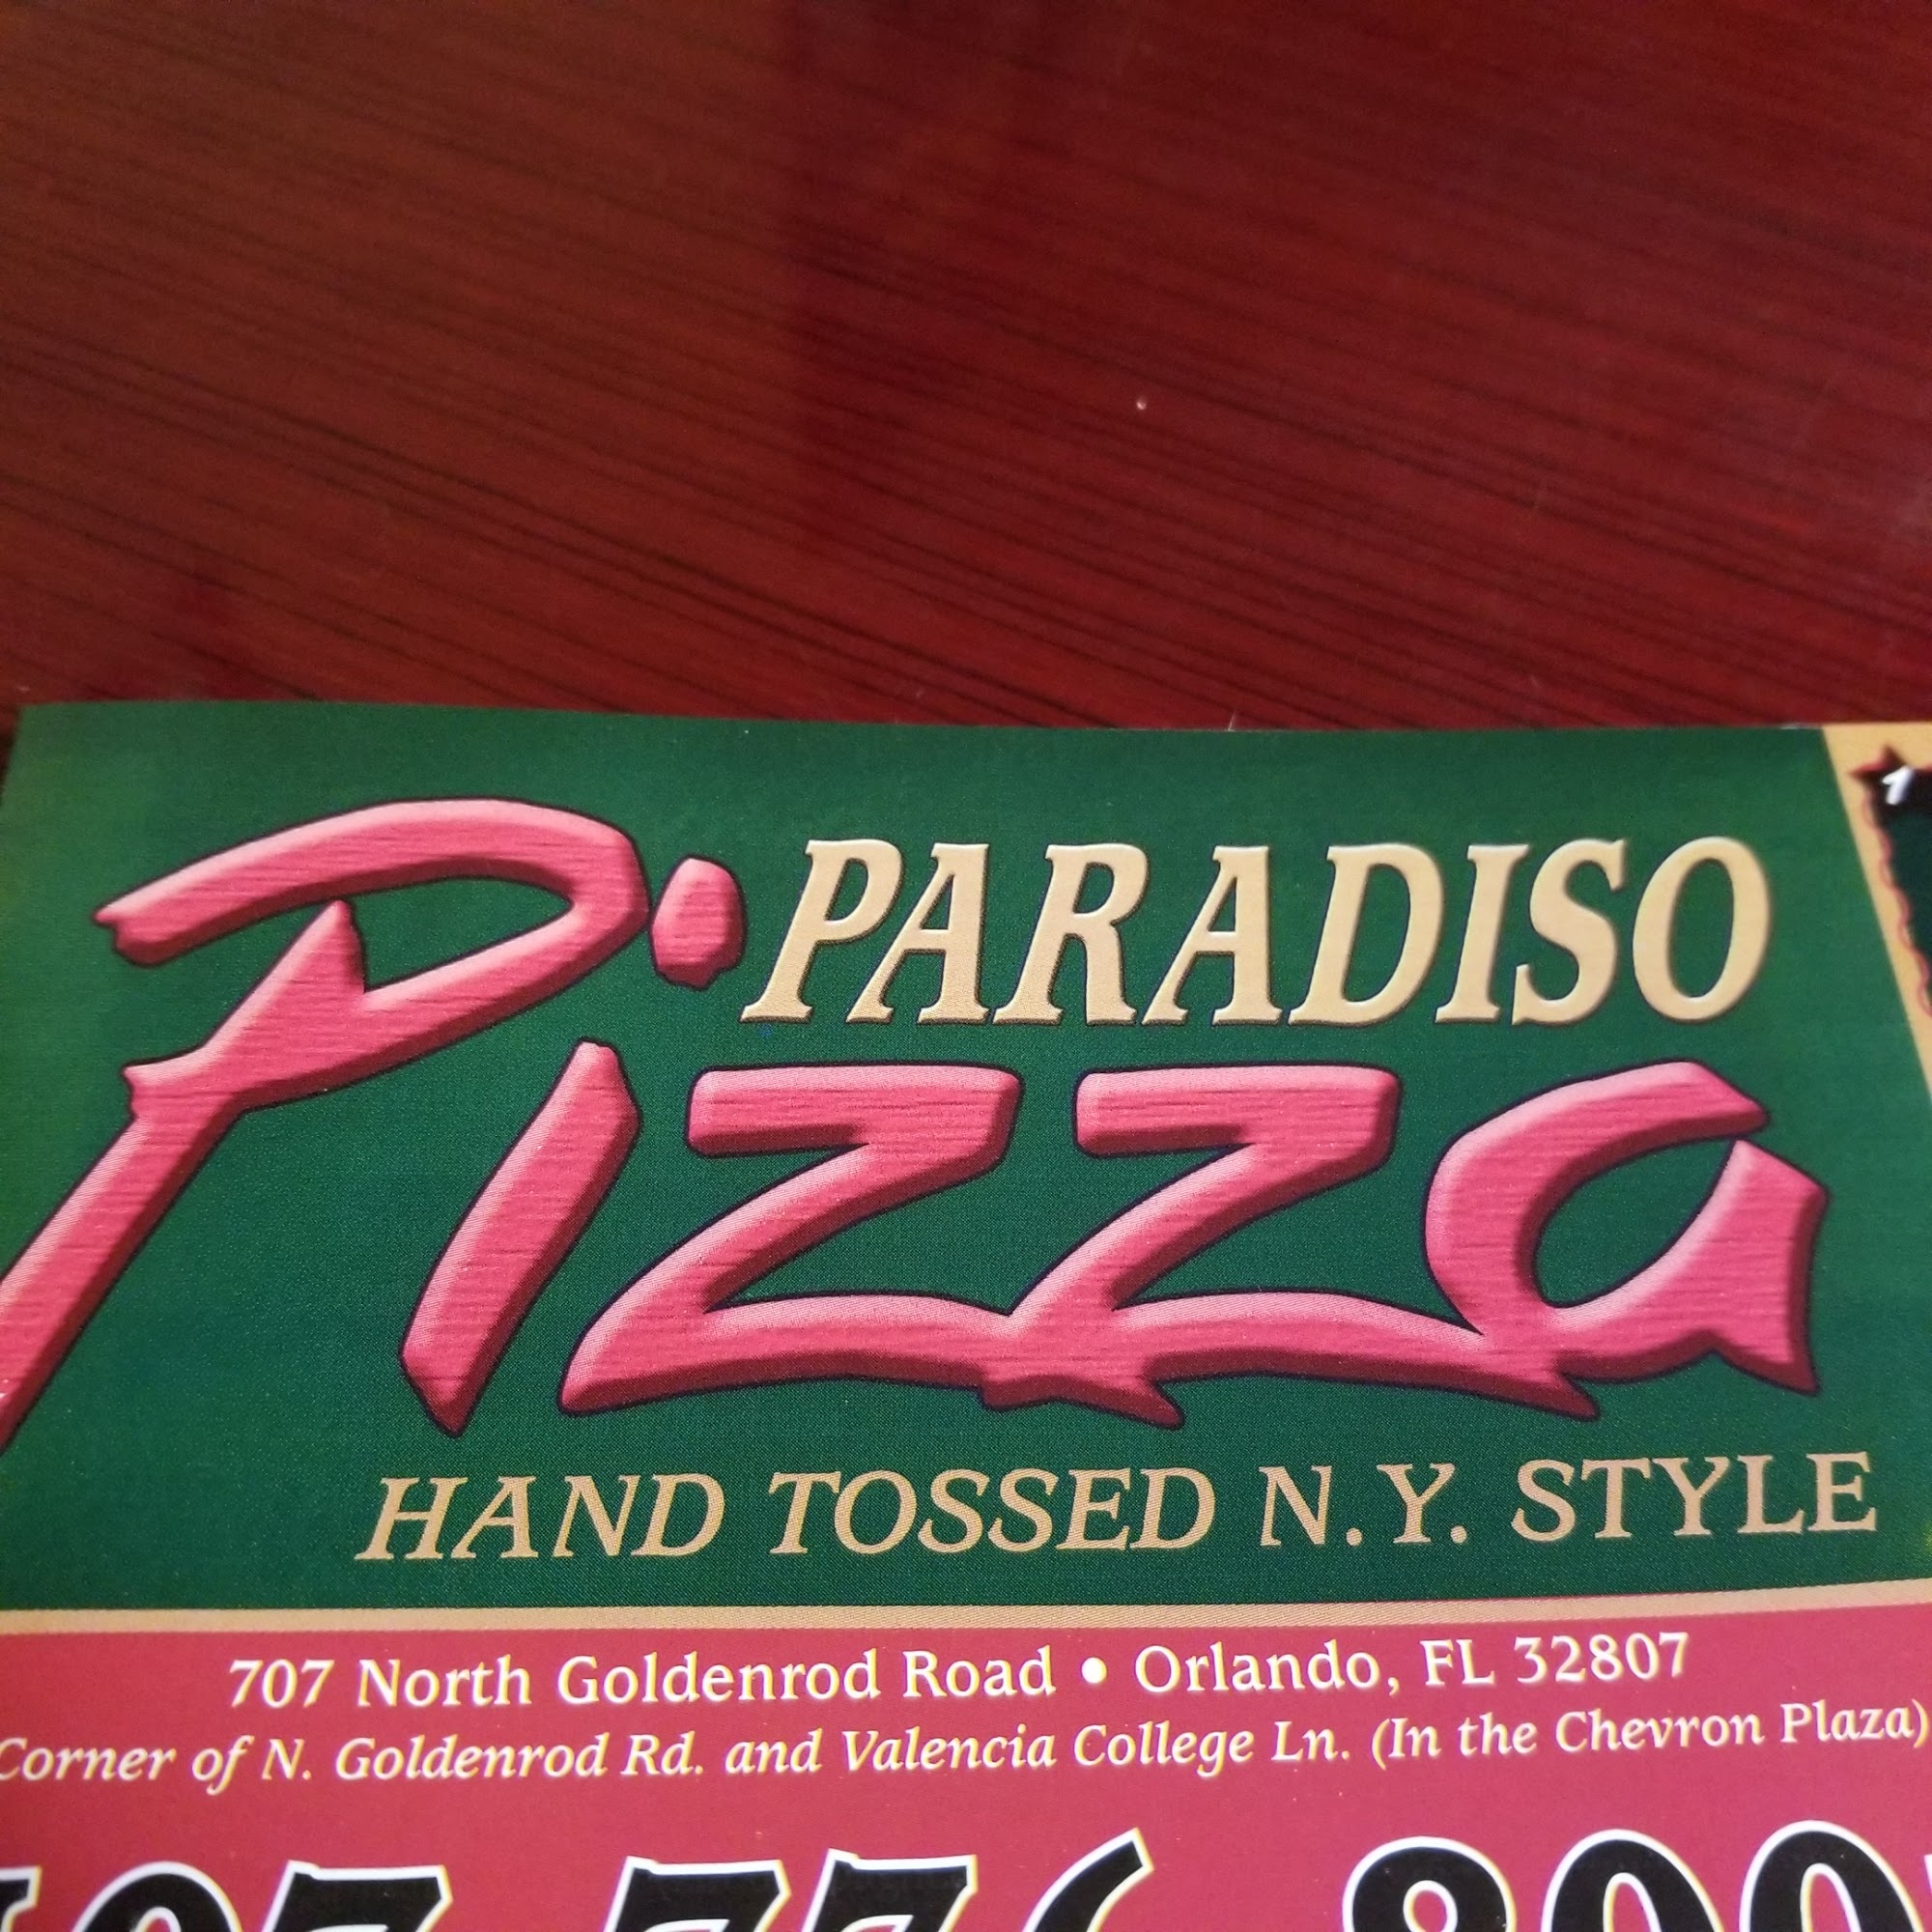 PARADISO
Pizza
HAND TOSSED N.Y. STYLE
707 North Goldenrod Road • Orlando, FL 32807
Corner of N. Goldenrod Rd. and Valencia College Ln. (In the Chevron Plaza)